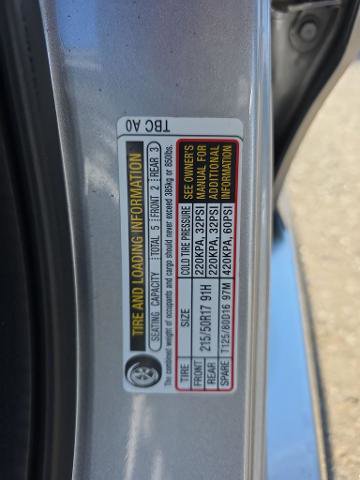 TBC A0
TIRE AND LOADING INFORMATION
SEATING CAPACITY TOTAL 5 FRONT 2 REAR 3
The combined weight of occupants and cargo should never exceed 385kg or 850lbs.
TIRE SIZE COLD TIRE PRESSURE SEE OWNER'S
FRONT 215/50R17 91H 220KPA, 32PSI MANUAL FOR
REAR 220KPA, 32PSI ADDITIONAL
SPARE T125/80D16 97M 420KPA, 60PSI INFORMATION